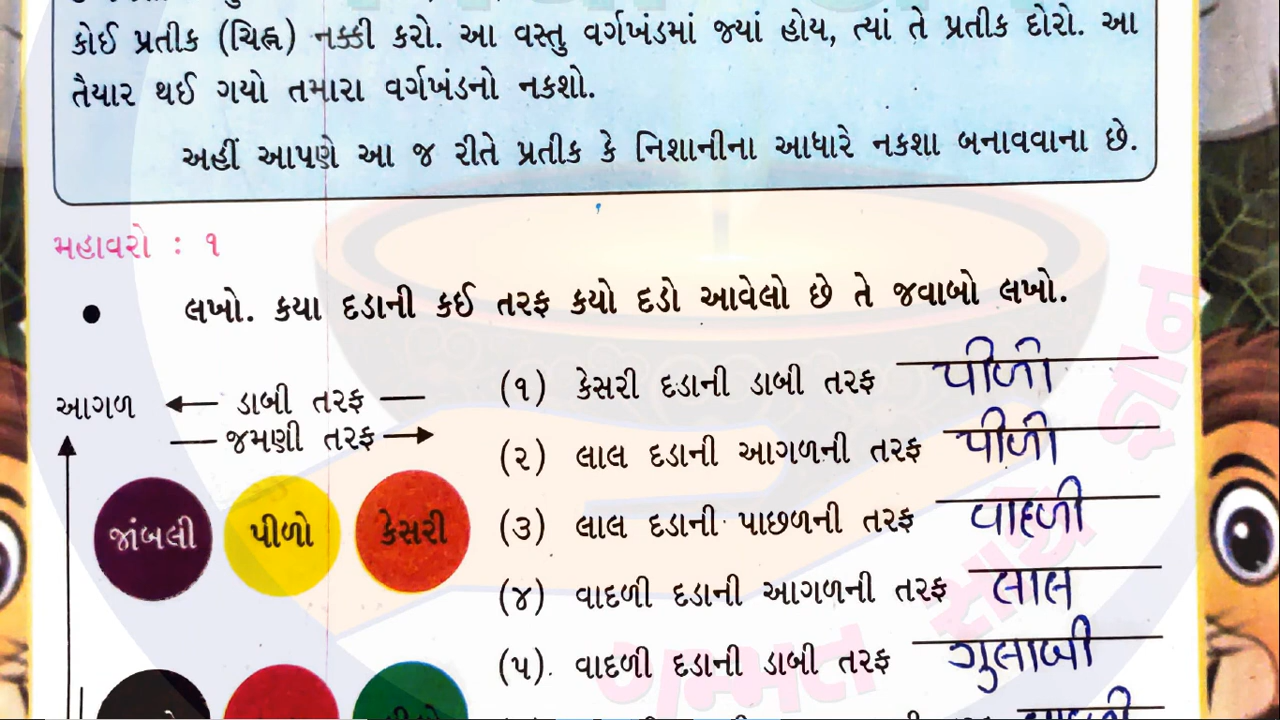 કોઈ પ્રતીક (ચિહ્ન) નક્કી કરો. આ વસ્તુ વર્ગખંડમાં જ્યાં હોય, ત્યાં તે પ્રતીક દોરો. આ
તૈયાર થઈ ગયો તમારા વર્ગખંડનો નકશો.
અહીં આપણે આ જ રીતે પ્રતીક કે નિશાનીના આધારે નકશા બનાવવાના છે.
મહાવરો : ૧
● લખો. કયા દડાની કઈ તરફ કયો દડો આવેલો છે તે જવાબો લખો.
આગળ ← ડાબી તરફ —
— જમણી તરફ →
જાંબલી પીળો કેસરી
(૧) કેસરી દડાની ડાબી તરફ પીળી
(૨) લાલ દડાની આગળની તરફ પીળી
(૩) લાલ દડાની પાછળની તરફ વાદળી
(૪) વાદળી દડાની આગળની તરફ લાલ
(૫). વાદળી દડાની ડાબી તરફ ગુલાબી
ગમ્મત સાથે જ્ઞાન